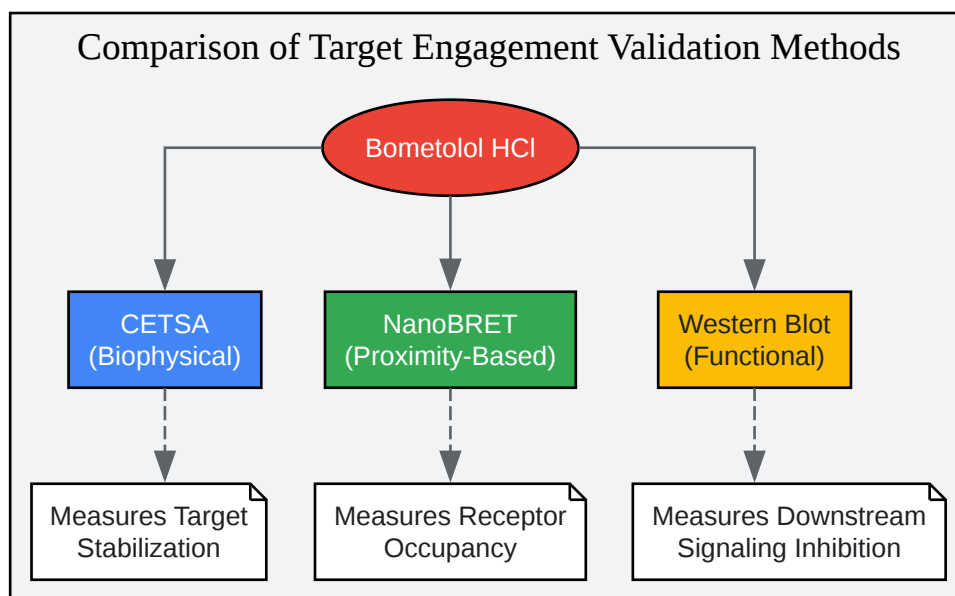 Comparison of Target Engagement Validation Methods
Bometolol HCl
CETSA
(Biophysical)
NanoBRET
(Proximity-Based)
Western Blot
(Functional)
Measures Target
Stabilization
Measures Receptor
Occupancy
Measures Downstream
Signaling Inhibition